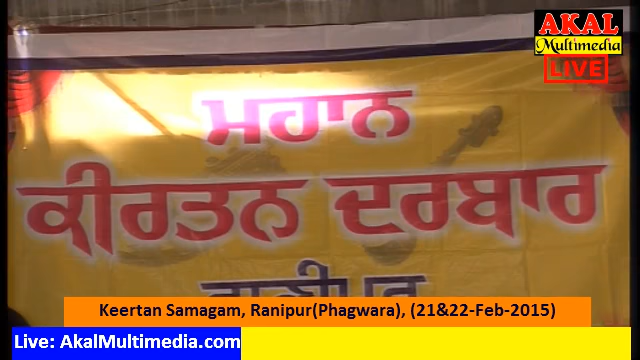 AKAL
Multimedia
LIVE
ਮਹਾਨ
ਕੀਰਤਨ ਦਰਬਾਰ
Keertan Samagam, Ranipur(Phagwara), (21&22-Feb-2015)
Live: AkalMultimedia.com